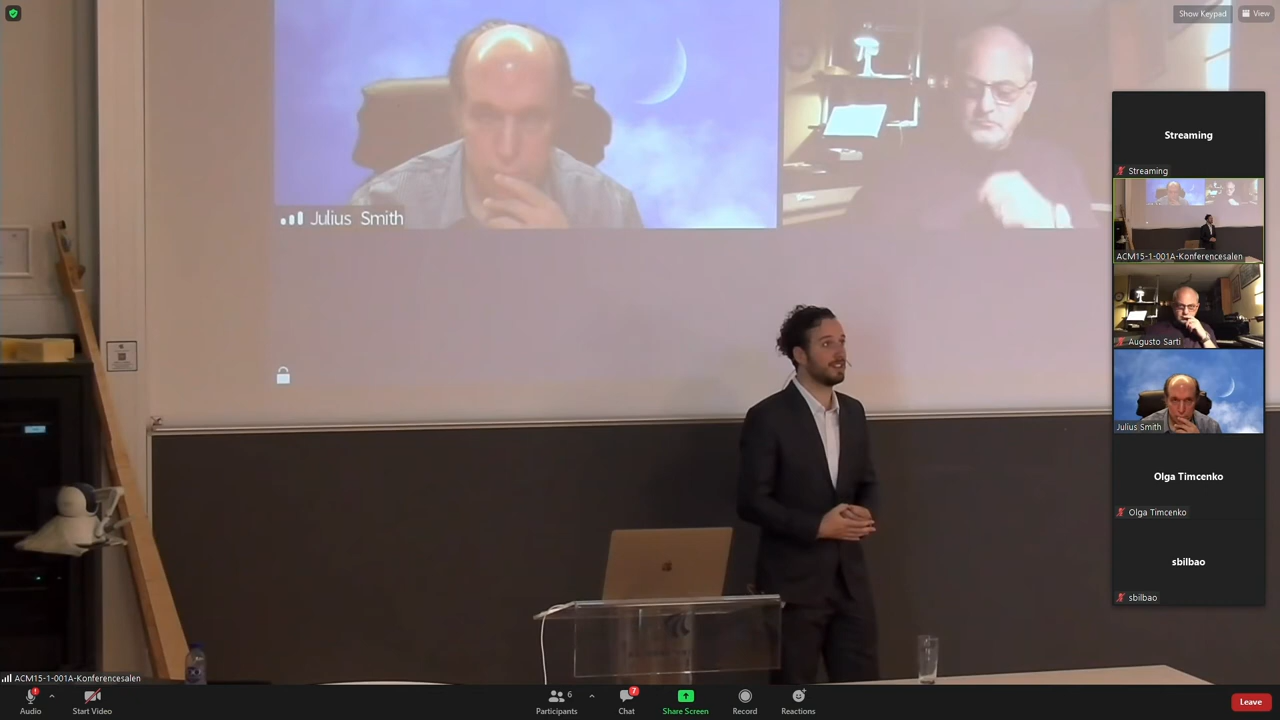 Show Keypad
View
Julius Smith
Streaming
Streaming
ACM15-1-001A-Konferencesalen
Augusto Sarti
Julius Smith
Olga Timcenko
Olga Timcenko
sbilbao
sbilbao
ACM15-1-001A-Konferencesalen
Audio
Start Video
Participants
6
Chat
7
Share Screen
Record
Reactions
Leave